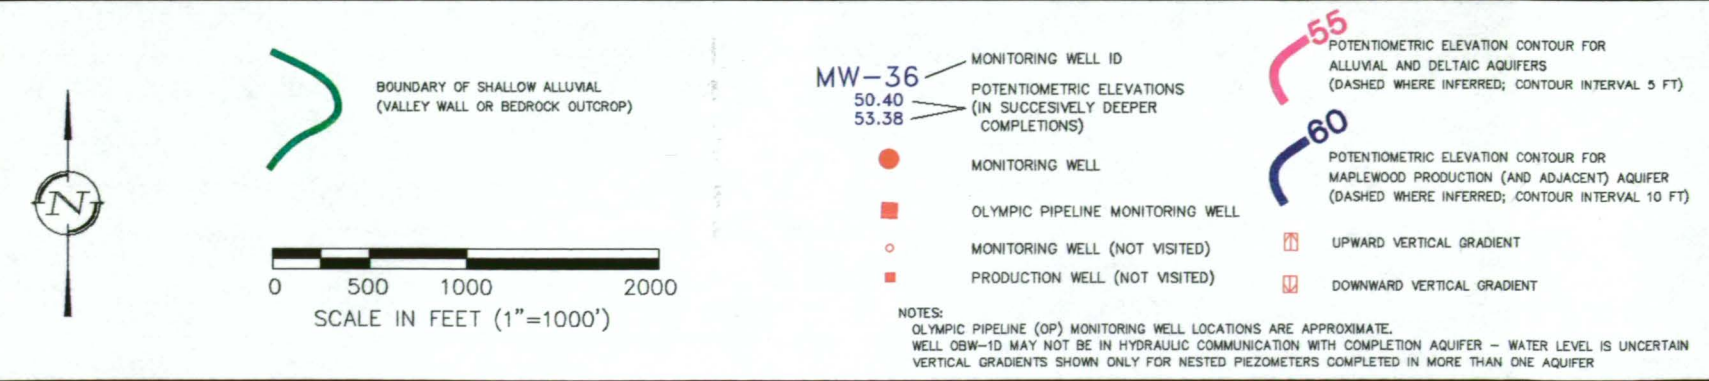 N
BOUNDARY OF SHALLOW ALLUVIAL
(VALLEY WALL OR BEDROCK OUTCROP)
0 500 1000 2000
SCALE IN FEET (1"=1000')
MW-36
50.40
53.38
MONITORING WELL ID
POTENTIOMETRIC ELEVATIONS
(IN SUCCESIVELY DEEPER
COMPLETIONS)
MONITORING WELL
OLYMPIC PIPELINE MONITORING WELL
MONITORING WELL (NOT VISITED)
PRODUCTION WELL (NOT VISITED)
55
POTENTIOMETRIC ELEVATION CONTOUR FOR
ALLUVIAL AND DELTAIC AQUIFERS
(DASHED WHERE INFERRED; CONTOUR INTERVAL 5 FT)
60
POTENTIOMETRIC ELEVATION CONTOUR FOR
MAPLEWOOD PRODUCTION (AND ADJACENT) AQUIFER
(DASHED WHERE INFERRED; CONTOUR INTERVAL 10 FT)
UPWARD VERTICAL GRADIENT
DOWNWARD VERTICAL GRADIENT
NOTES:
OLYMPIC PIPELINE (OP) MONITORING WELL LOCATIONS ARE APPROXIMATE.
WELL OBW-1D MAY NOT BE IN HYDRAULIC COMMUNICATION WITH COMPLETION AQUIFER - WATER LEVEL IS UNCERTAIN
VERTICAL GRADIENTS SHOWN ONLY FOR NESTED PIEZOMETERS COMPLETED IN MORE THAN ONE AQUIFER